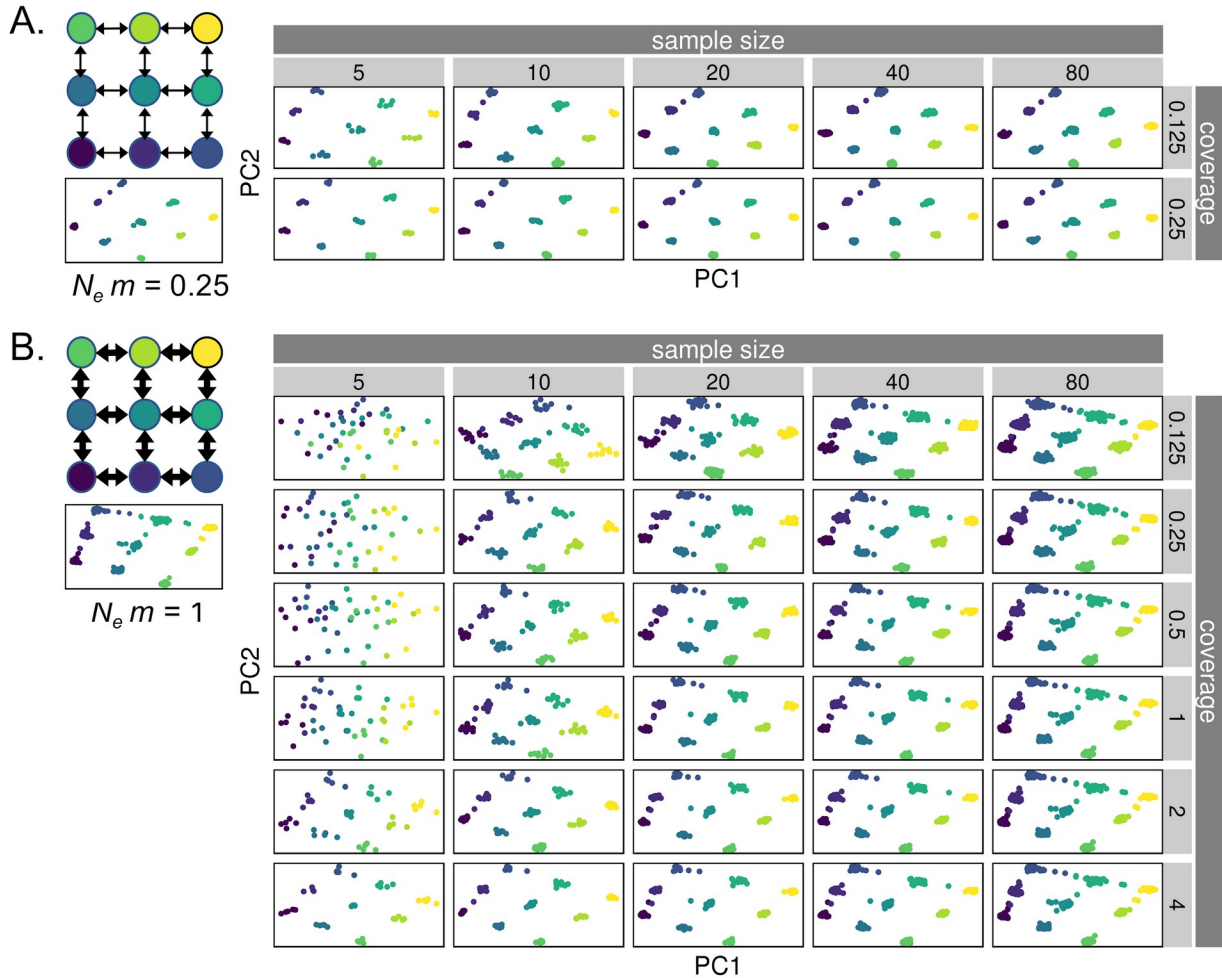 A.
sample size
5 10 20 40 80
PC2
0.125
0.25
coverage
PC1
N_e m = 0.25
B.
sample size
5 10 20 40 80
0.125
0.25
0.5
1
2
4
coverage
N_e m = 1
PC2
PC1